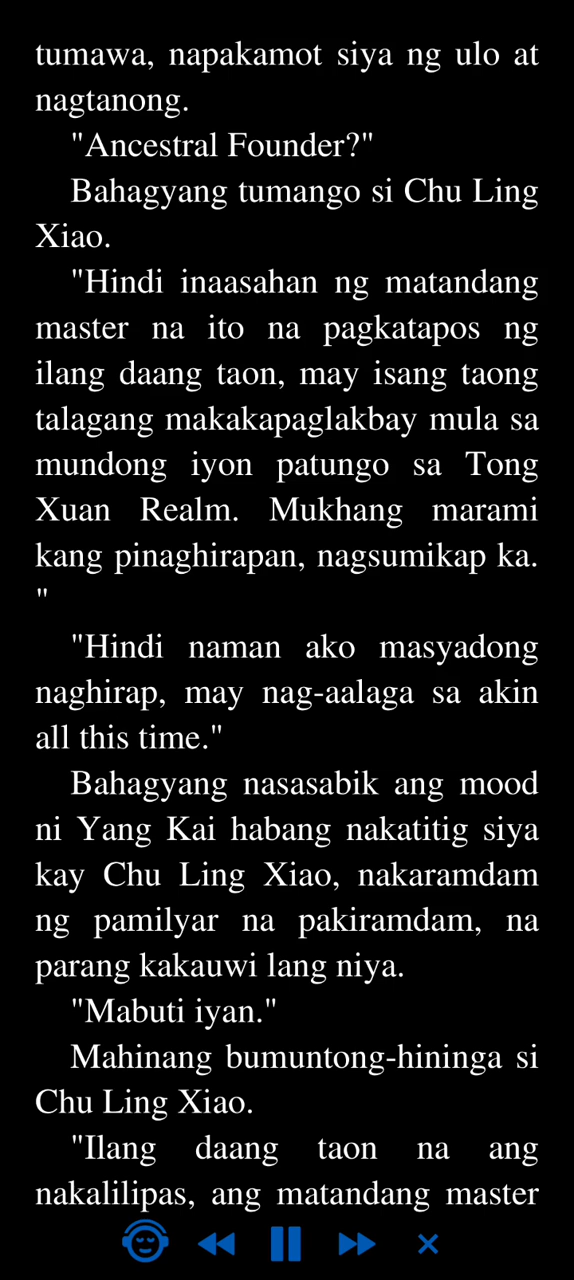 tumawa, napakamot siya ng ulo at
nagtanong.
"Ancestral Founder?"
Bahagyang tumango si Chu Ling
Xiao.
"Hindi inaasahan ng matandang
master na ito na pagkatapos ng
ilang daang taon, may isang taong
talagang makakapaglakbay mula sa
mundong iyon patungo sa Tong
Xuan Realm. Mukhang marami
kang pinaghirapan, nagsumikap ka.
"
"Hindi naman ako masyadong
naghirap, may nag-aalaga sa akin
all this time."
Bahagyang nasasabik ang mood
ni Yang Kai habang nakatitig siya
kay Chu Ling Xiao, nakaramdam
ng pamilyar na pakiramdam, na
parang kakauwi lang niya.
"Mabuti iyan."
Mahinang bumuntong-hininga si
Chu Ling Xiao.
"Ilang daang taon na ang
nakalilipas, ang matandang master